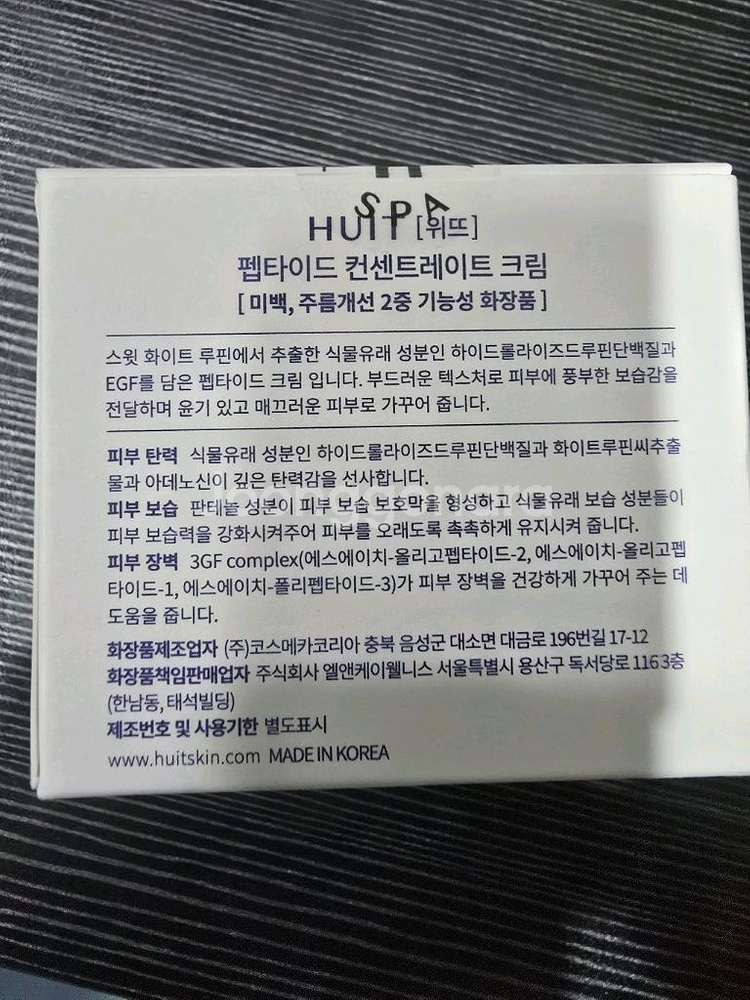 SPA
HUIT [위뜨]
펩타이드 컨센트레이트 크림
[ 미백, 주름개선 2중 기능성 화장품 ]
스윗 화이트 루핀에서 추출한 식물유래 성분인 하이드롤라이즈드루핀단백질과
EGF를 담은 펩타이드 크림 입니다. 부드러운 텍스처로 피부에 풍부한 보습감을
전달하며 윤기 있고 매끄러운 피부로 가꾸어 줍니다.
피부 탄력 식물유래 성분인 하이드롤라이즈드루핀단백질과 화이트루핀씨추출
물과 아데노신이 깊은 탄력감을 선사합니다.
피부 보습 판테놀 성분이 피부 보습 보호막을 형성하고 식물유래 보습 성분들이
피부 보습력을 강화시켜주어 피부를 오래도록 촉촉하게 유지시켜 줍니다.
피부 장벽 3GF complex(에스에이치-올리고펩타이드-2, 에스에이치-올리고펩
타이드-1, 에스에이치-폴리펩타이드-3)가 피부 장벽을 건강하게 가꾸어 주는 데
도움을 줍니다.
화장품제조업자 (주)코스메카코리아 충북 음성군 대소면 대금로 196번길 17-12
화장품책임판매업자 주식회사 엘앤케이웰니스 서울특별시 용산구 독서당로 116 3층
(한남동, 태석빌딩)
제조번호 및 사용기한 별도표시
www.huitskin.com MADE IN KOREA